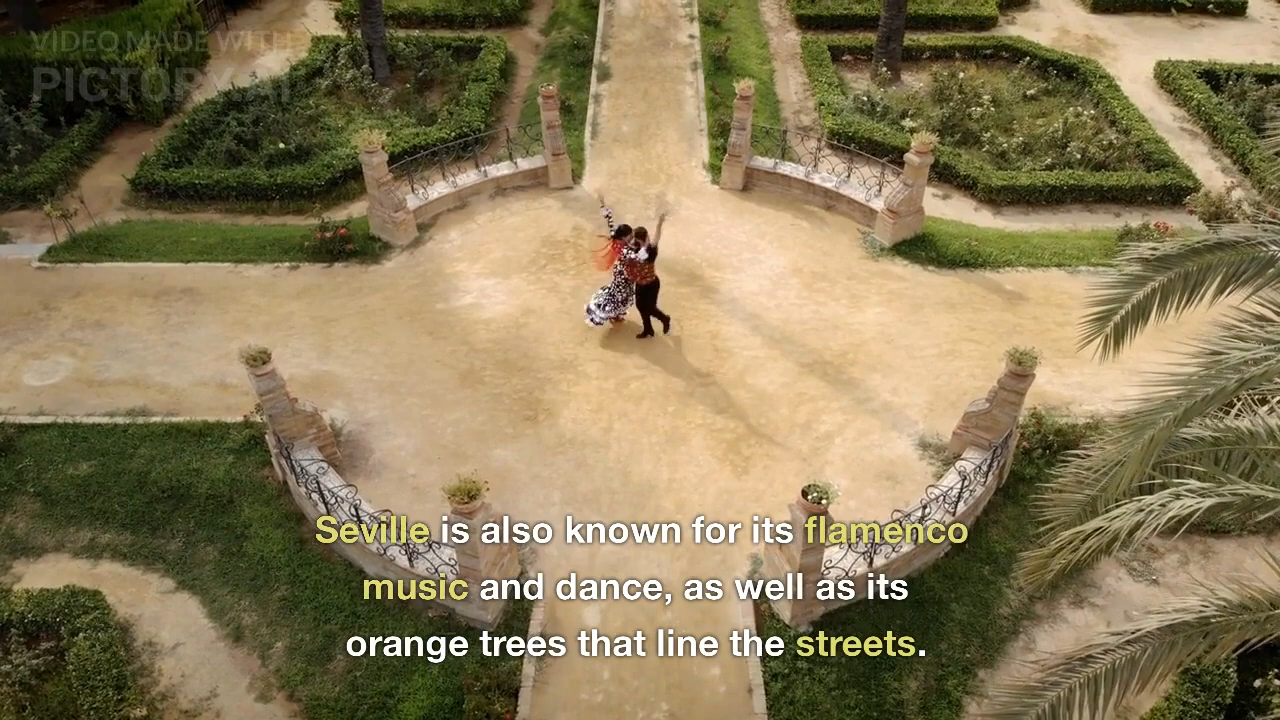 VIDEO MADE WITH
PICTORY.AI
Seville is also known for its flamenco
music and dance, as well as its
orange trees that line the streets.